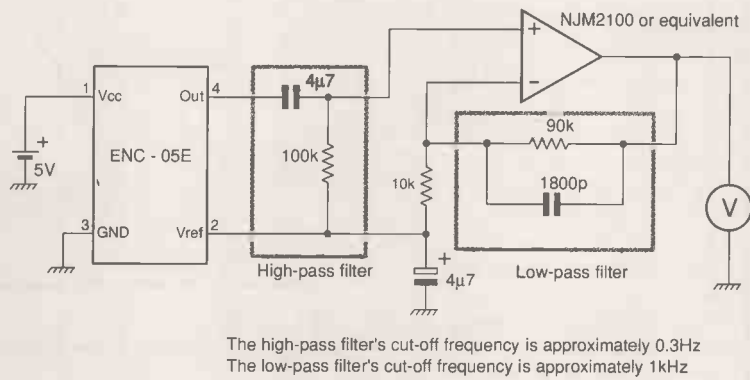 NJM2100 or equivalent
+
−
4µ7
1
Vcc
Out
4
90k
ENC - 05E
100k
10k
1800p
+
5V
V
3
GND
Vref
2
+
4µ7
High-pass filter
Low-pass filter
The high-pass filter's cut-off frequency is approximately 0.3Hz
The low-pass filter's cut-off frequency is approximately 1kHz